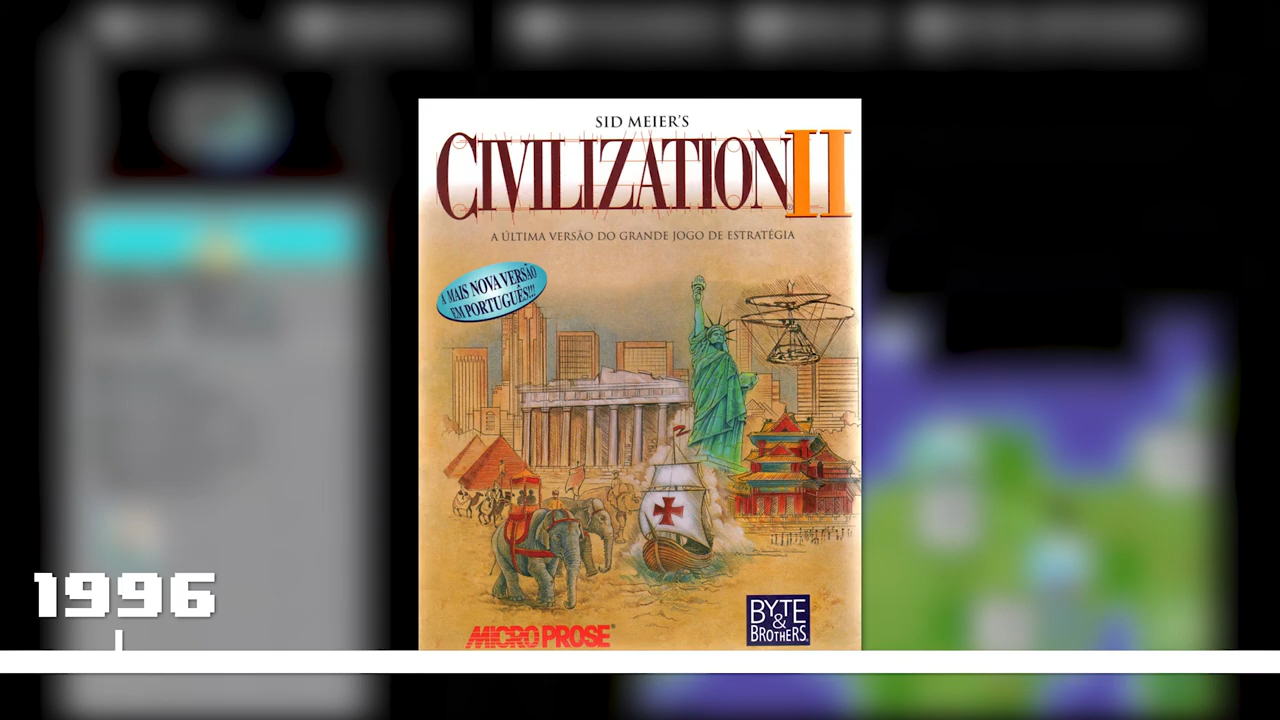 SID MEIER'S
CIVILIZATION II
A ÚLTIMA VERSÃO DO GRANDE JOGO DE ESTRATÉGIA
A MAIS NOVA VERSÃO
EM PORTUGUÊS!!!
1996
MICROPROSE
BYTE
&
BROTHERS